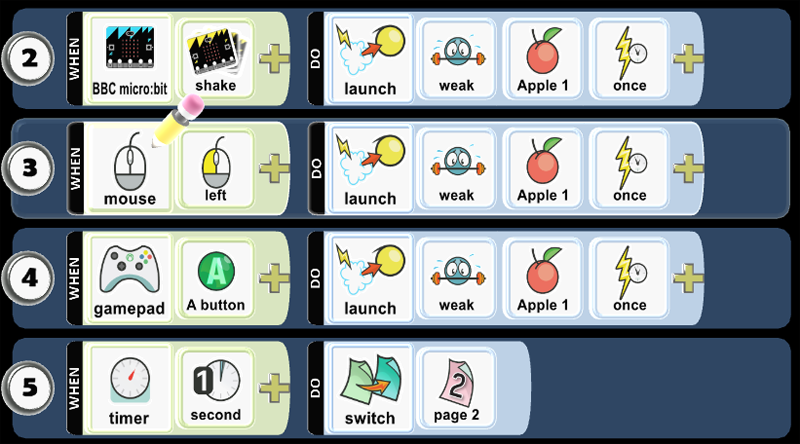 2 WHEN BBC micro:bit shake DO launch weak Apple 1 once
3 WHEN mouse left DO launch weak Apple 1 once
4 WHEN gamepad A A button DO launch weak Apple 1 once
5 WHEN timer 1 second DO switch 2 page 2